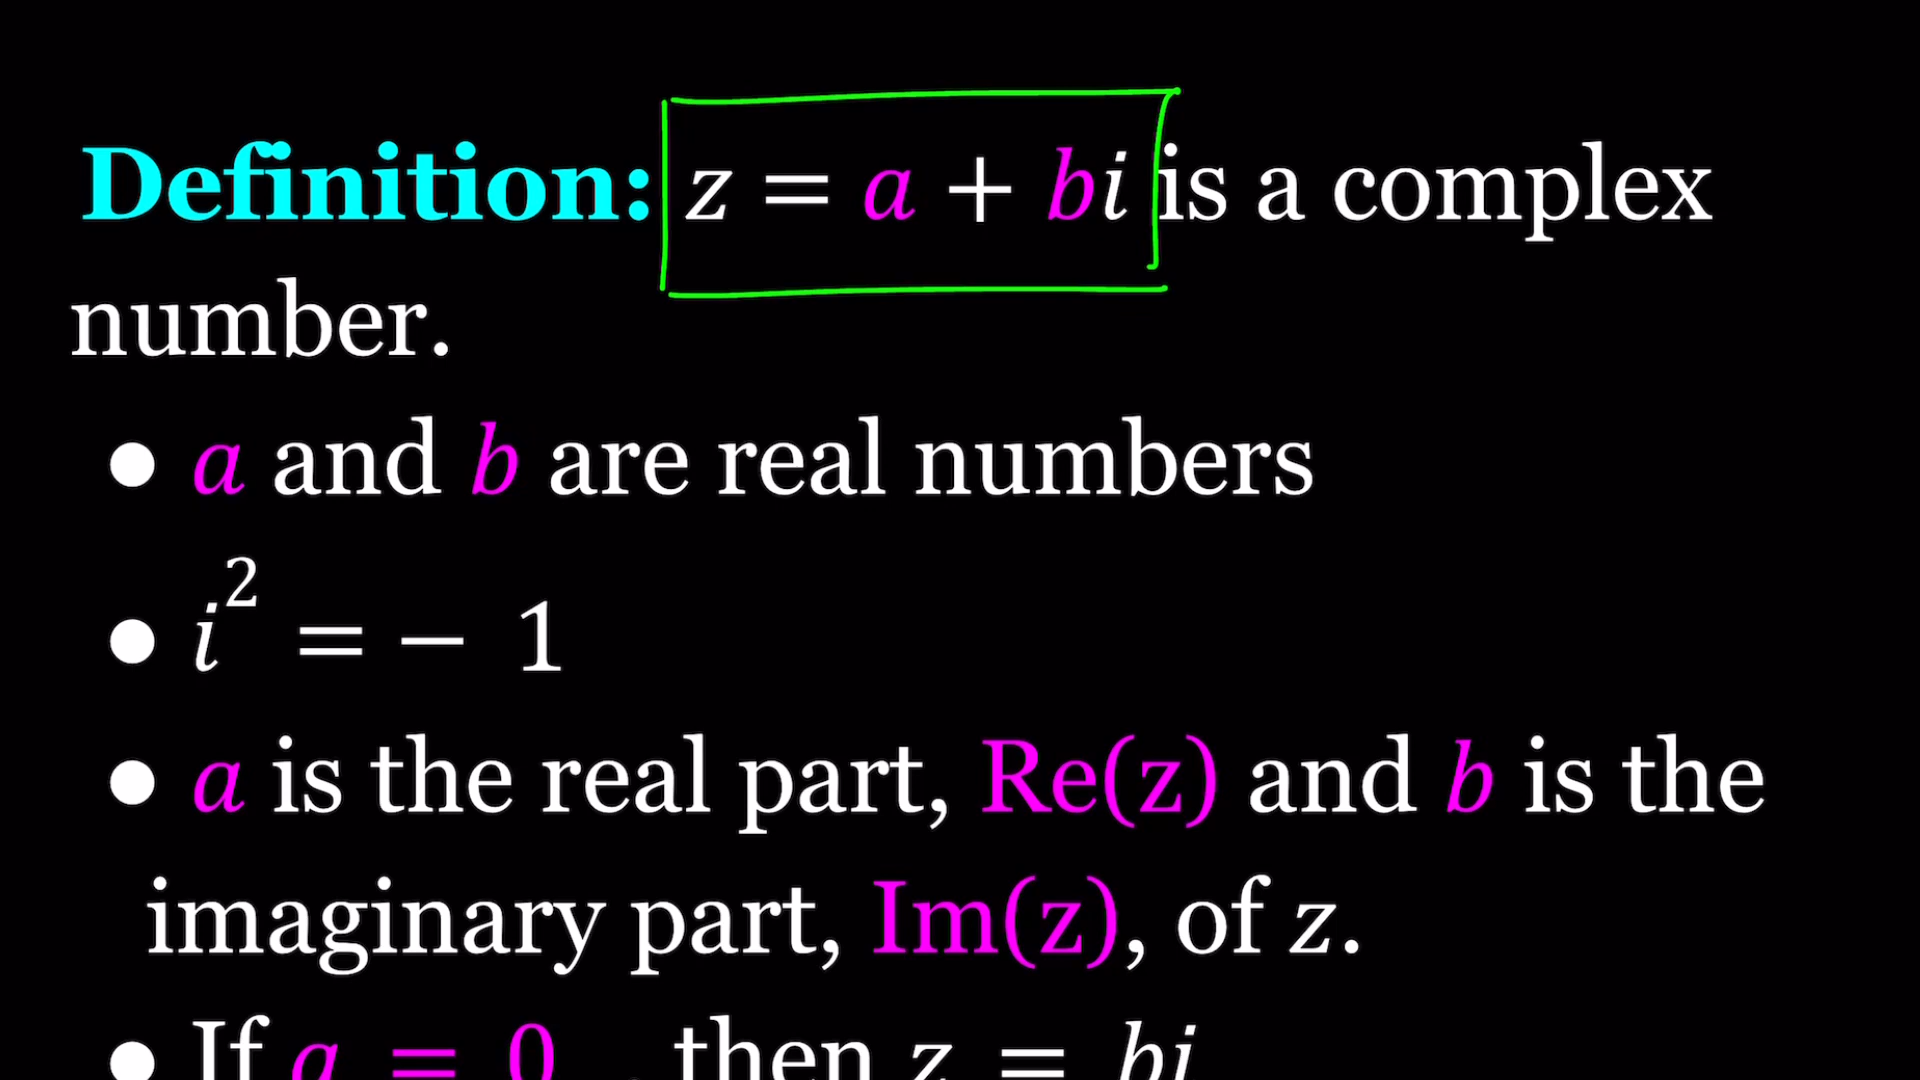 Definition: z = a + bi is a complex
number.
● a and b are real numbers
● i² = − 1
● a is the real part, Re(z) and b is the
imaginary part, Im(z), of z.
● If a = 0 , then z = bi